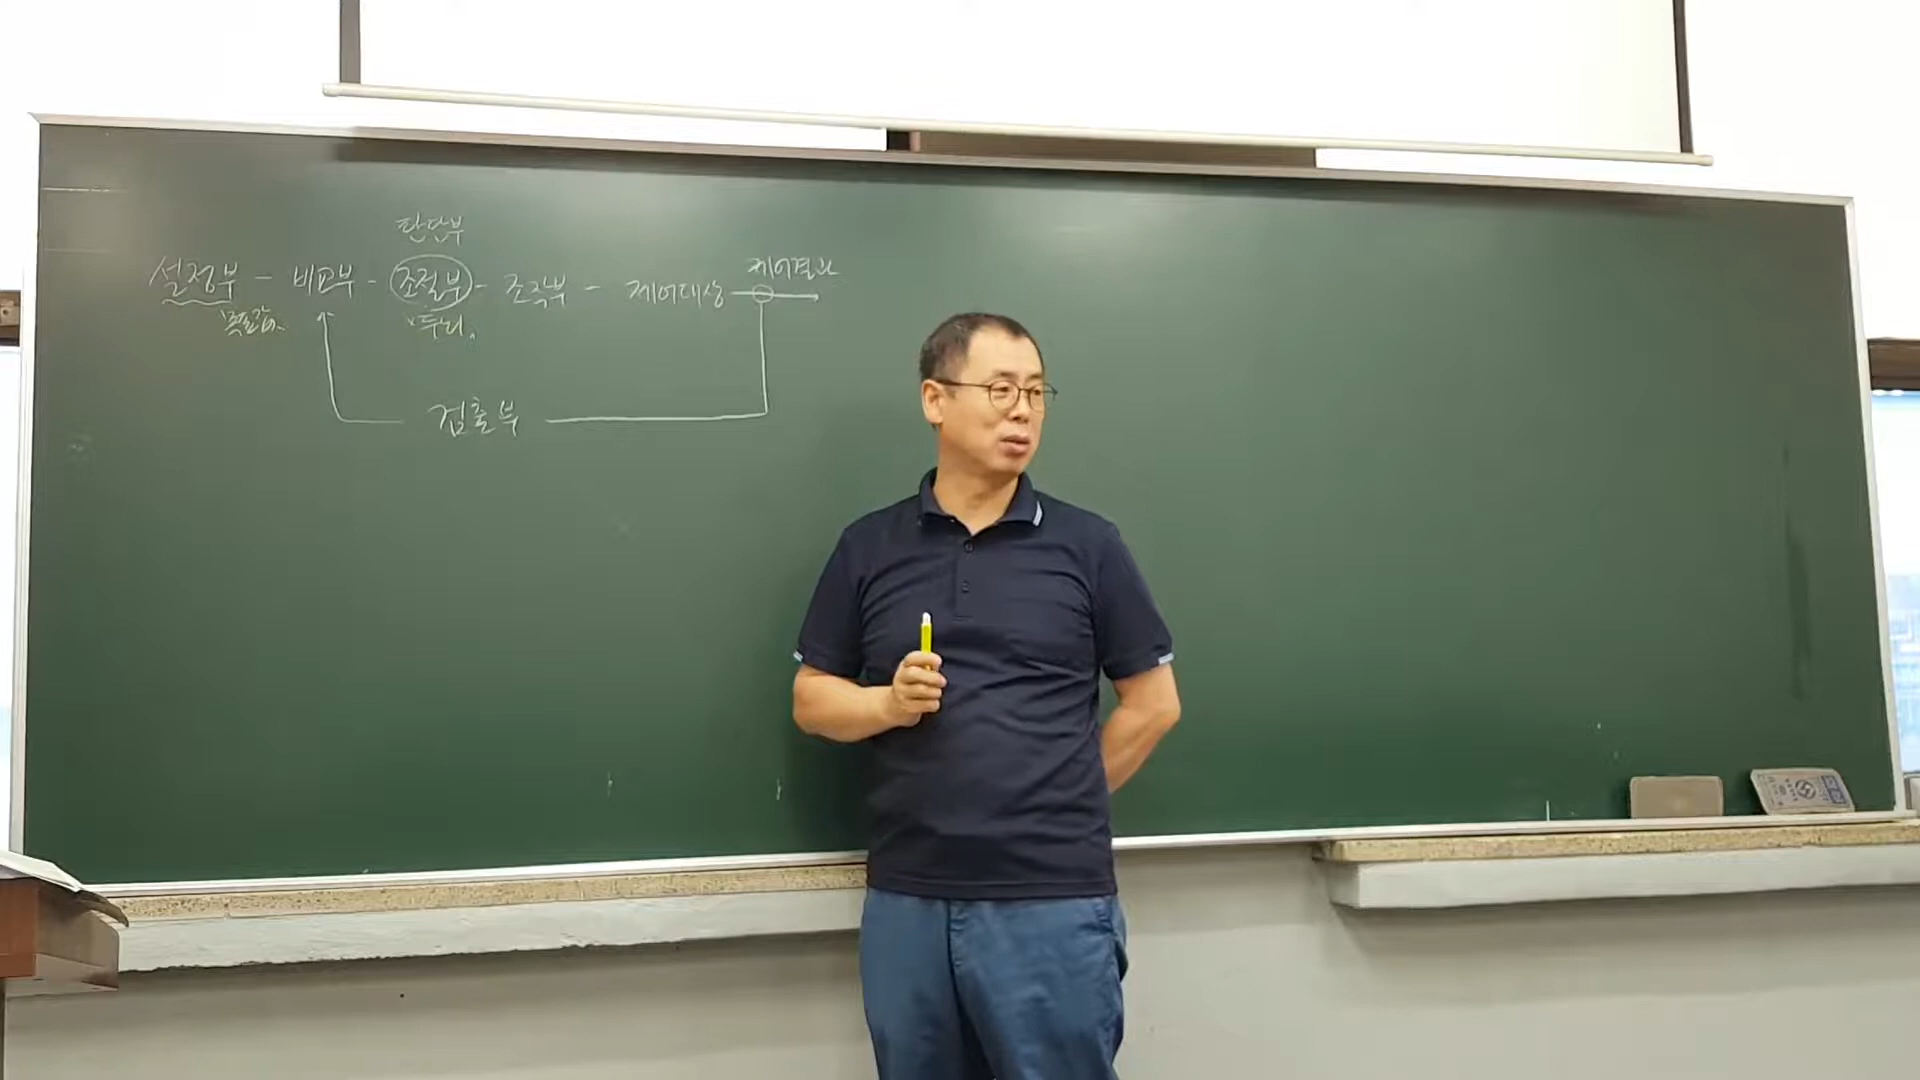 판단부
설정부 - 비교부 - 조절부 - 조작부 - 제어대상 제어결과
"목표값"
"두뇌"
검출부